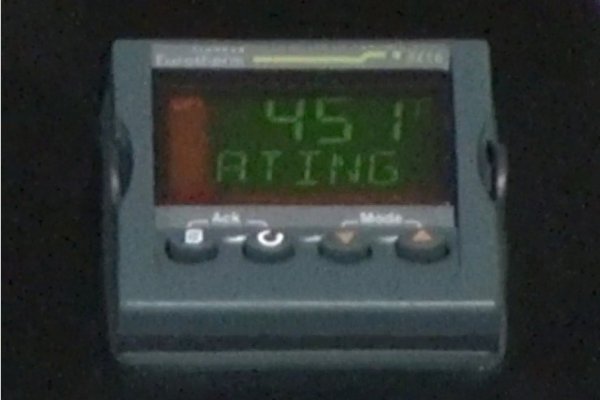 Eurotherm
451
ATING
Ack
Mode